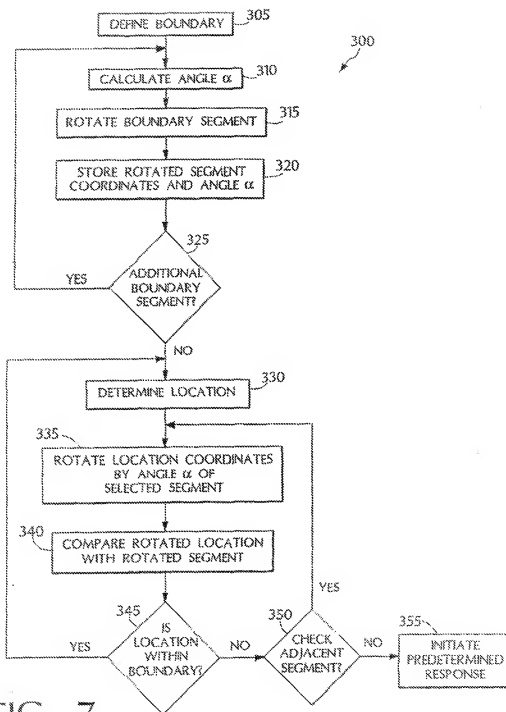 DEFINE BOUNDARY
305
300
CALCULATE ANGLE α
310
ROTATE BOUNDARY SEGMENT
315
STORE ROTATED SEGMENT
COORDINATES AND ANGLE α
320
325
ADDITIONAL
BOUNDARY
SEGMENT?
YES
NO
DETERMINE LOCATION
330
335
ROTATE LOCATION COORDINATES
BY ANGLE α OF
SELECTED SEGMENT
340
COMPARE ROTATED LOCATION
WITH ROTATED SEGMENT
YES
345
IS
LOCATION
WITHIN
BOUNDARY?
YES
NO
350
CHECK
ADJACENT
SEGMENT?
NO
355
INITIATE
PREDETERMINED
RESPONSE
FIG. 7